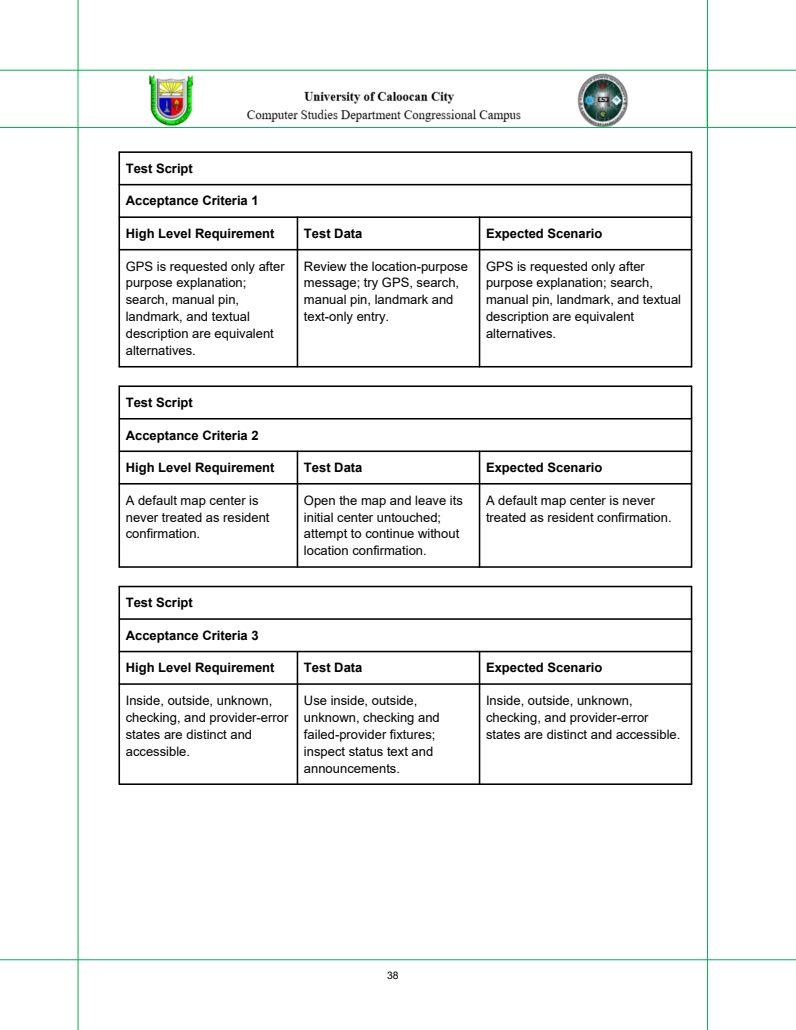 University of Caloocan City
Computer Studies Department Congressional Campus
Test Script
Acceptance Criteria 1
High Level Requirement
Test Data
Expected Scenario
GPS is requested only after
purpose explanation;
search, manual pin,
landmark, and textual
description are equivalent
alternatives.
Review the location-purpose
message; try GPS, search,
manual pin, landmark and
text-only entry.
GPS is requested only after
purpose explanation; search,
manual pin, landmark, and textual
description are equivalent
alternatives.
Test Script
Acceptance Criteria 2
High Level Requirement
Test Data
Expected Scenario
A default map center is
never treated as resident
confirmation.
Open the map and leave its
initial center untouched;
attempt to continue without
location confirmation.
A default map center is never
treated as resident confirmation.
Test Script
Acceptance Criteria 3
High Level Requirement
Test Data
Expected Scenario
Inside, outside, unknown,
checking, and provider-error
states are distinct and
accessible.
Use inside, outside,
unknown, checking and
failed-provider fixtures;
inspect status text and
announcements.
Inside, outside, unknown,
checking, and provider-error
states are distinct and accessible.
38